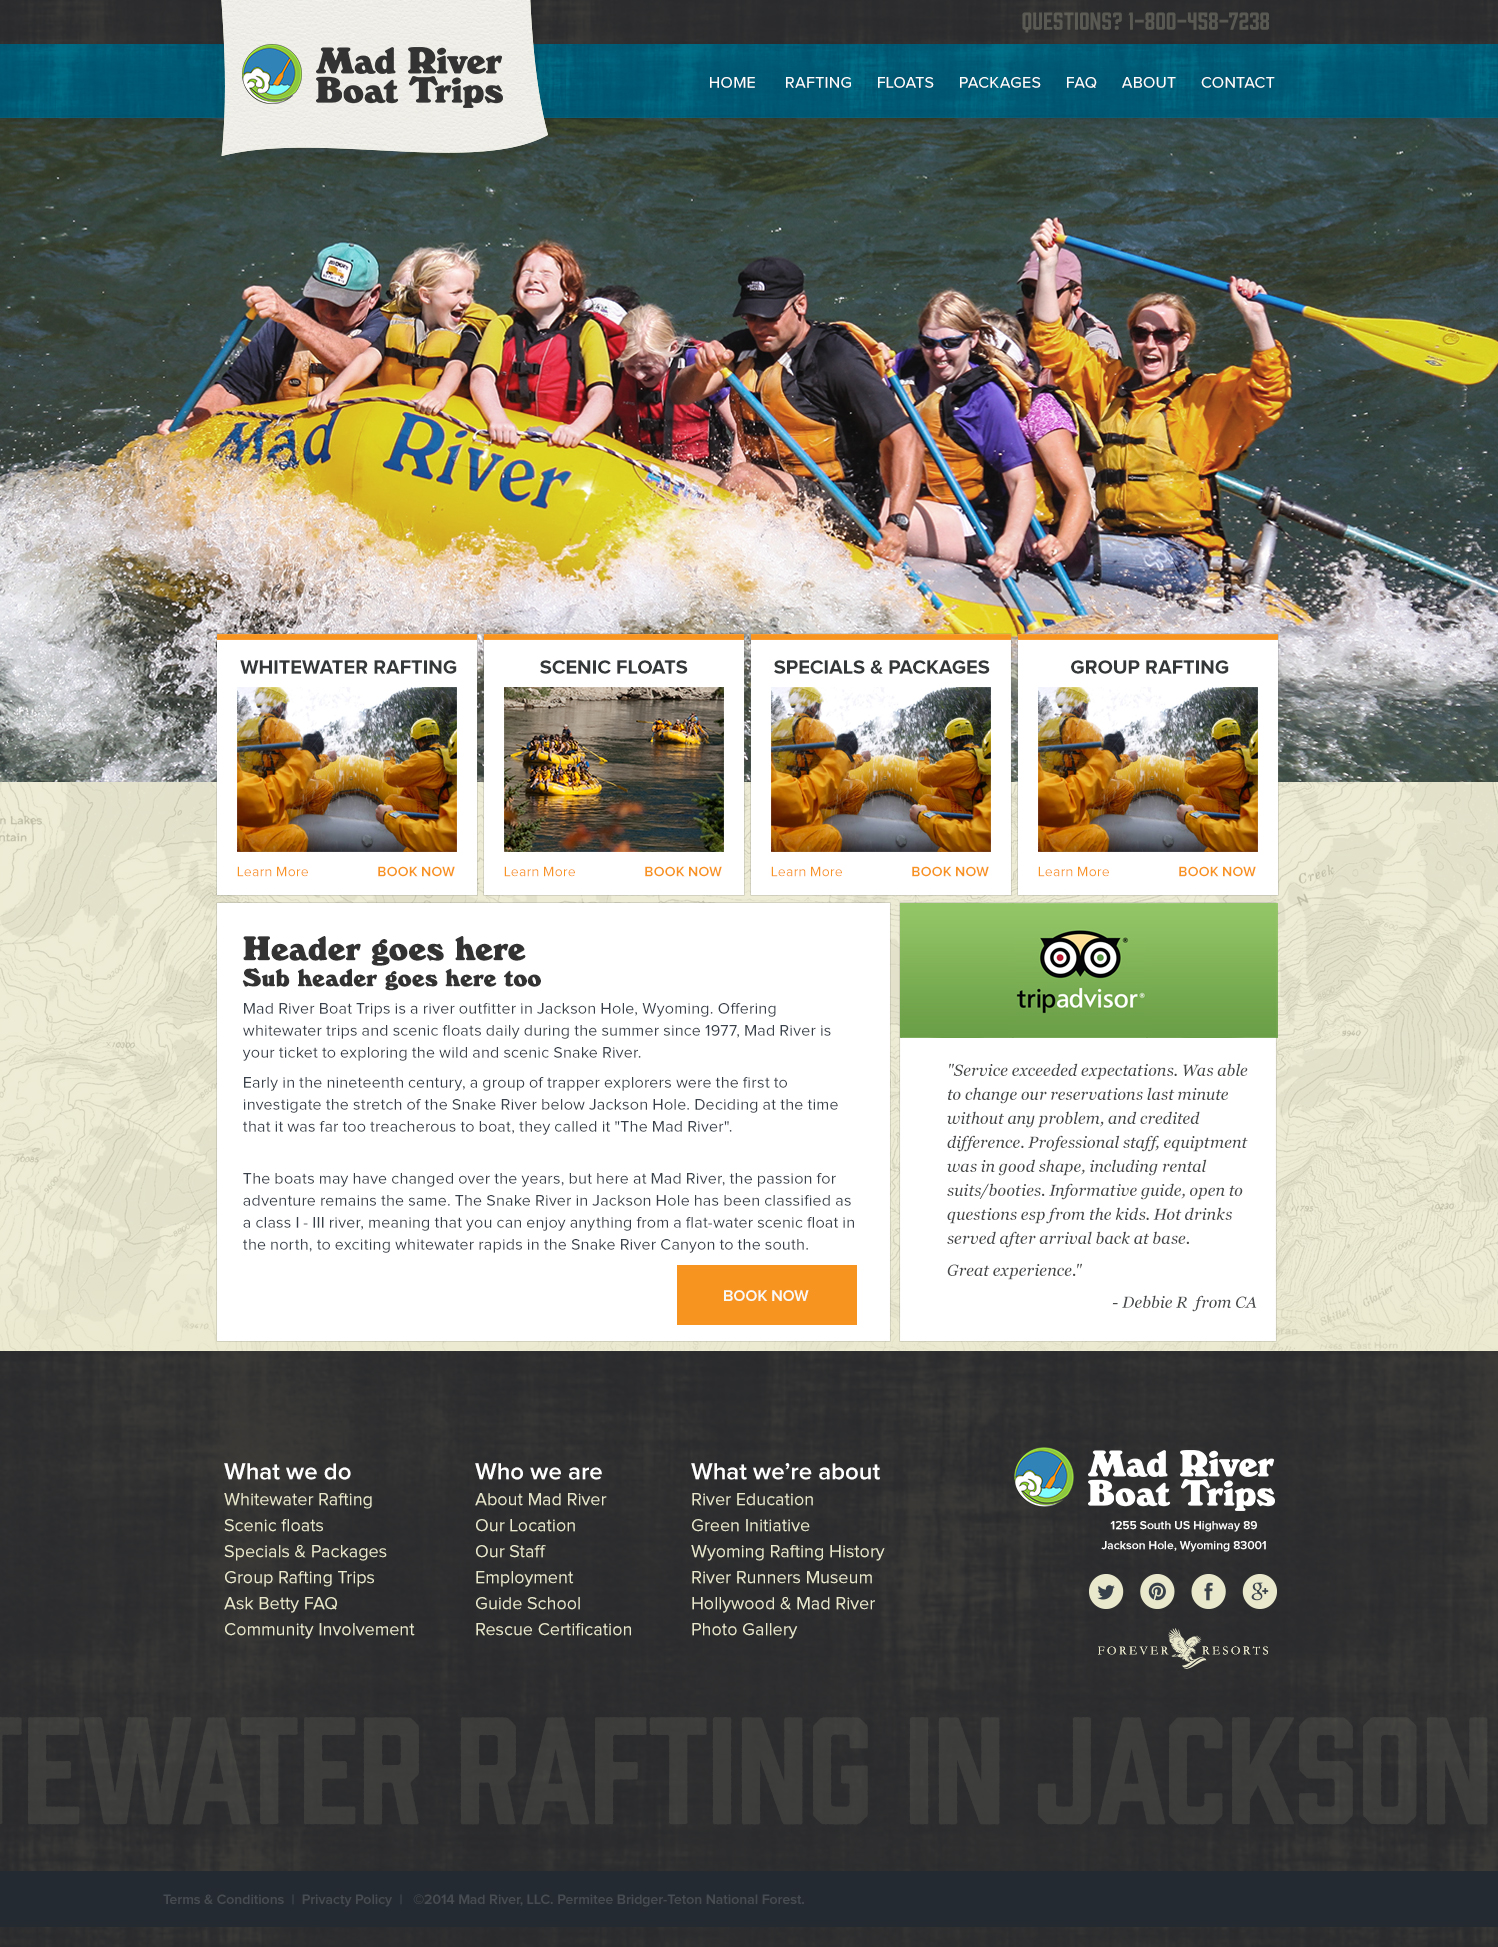 QUESTIONS? 1-800-458-7238
Mad River
Boat Trips
HOME RAFTING FLOATS PACKAGES FAQ ABOUT CONTACT
Mad River
WHITEWATER RAFTING
Learn More BOOK NOW
SCENIC FLOATS
Learn More BOOK NOW
SPECIALS & PACKAGES
Learn More BOOK NOW
GROUP RAFTING
Learn More BOOK NOW
n Lakes
ntain
Creek
Header goes here
Sub header goes here too
Mad River Boat Trips is a river outfitter in Jackson Hole, Wyoming. Offering
whitewater trips and scenic floats daily during the summer since 1977, Mad River is
your ticket to exploring the wild and scenic Snake River.
Early in the nineteenth century, a group of trapper explorers were the first to
investigate the stretch of the Snake River below Jackson Hole. Deciding at the time
that it was far too treacherous to boat, they called it "The Mad River".
The boats may have changed over the years, but here at Mad River, the passion for
adventure remains the same. The Snake River in Jackson Hole has been classified as
a class I - III river, meaning that you can enjoy anything from a flat-water scenic float in
the north, to exciting whitewater rapids in the Snake River Canyon to the south.
BOOK NOW
tripadvisor®
"Service exceeded expectations. Was able
to change our reservations last minute
without any problem, and credited
difference. Professional staff, equiptment
was in good shape, including rental
suits/booties. Informative guide, open to
questions esp from the kids. Hot drinks
served after arrival back at base.
Great experience."
- Debbie R from CA
Skillet Glacier
East Horn
What we do
Whitewater Rafting
Scenic floats
Specials & Packages
Group Rafting Trips
Ask Betty FAQ
Community Involvement
Who we are
About Mad River
Our Location
Our Staff
Employment
Guide School
Rescue Certification
What we're about
River Education
Green Initiative
Wyoming Rafting History
River Runners Museum
Hollywood & Mad River
Photo Gallery
Mad River
Boat Trips
1255 South US Highway 89
Jackson Hole, Wyoming 83001
FOREVER RESORTS
TEWATER RAFTING IN JACKSON
Terms & Conditions | Privacty Policy | ©2014 Mad River, LLC. Permitee Bridger-Teton National Forest.